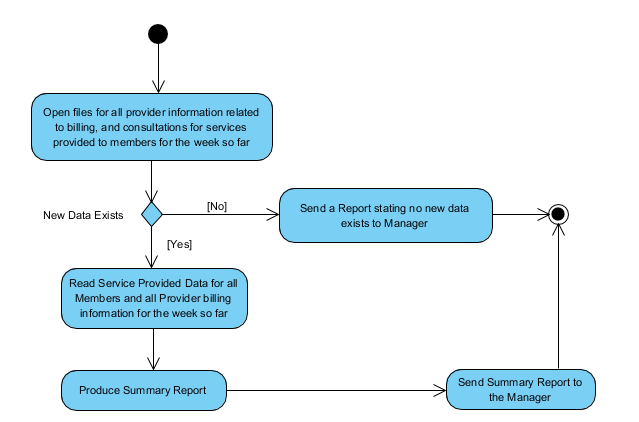 Open files for all provider information related
to billing, and consultations for services
provided to members for the week so far
New Data Exists
[No]
Send a Report stating no new data
exists to Manager
[Yes]
Read Service Provided Data for all
Members and all Provider billing
information for the week so far
Produce Summary Report
Send Summary Report to
the Manager